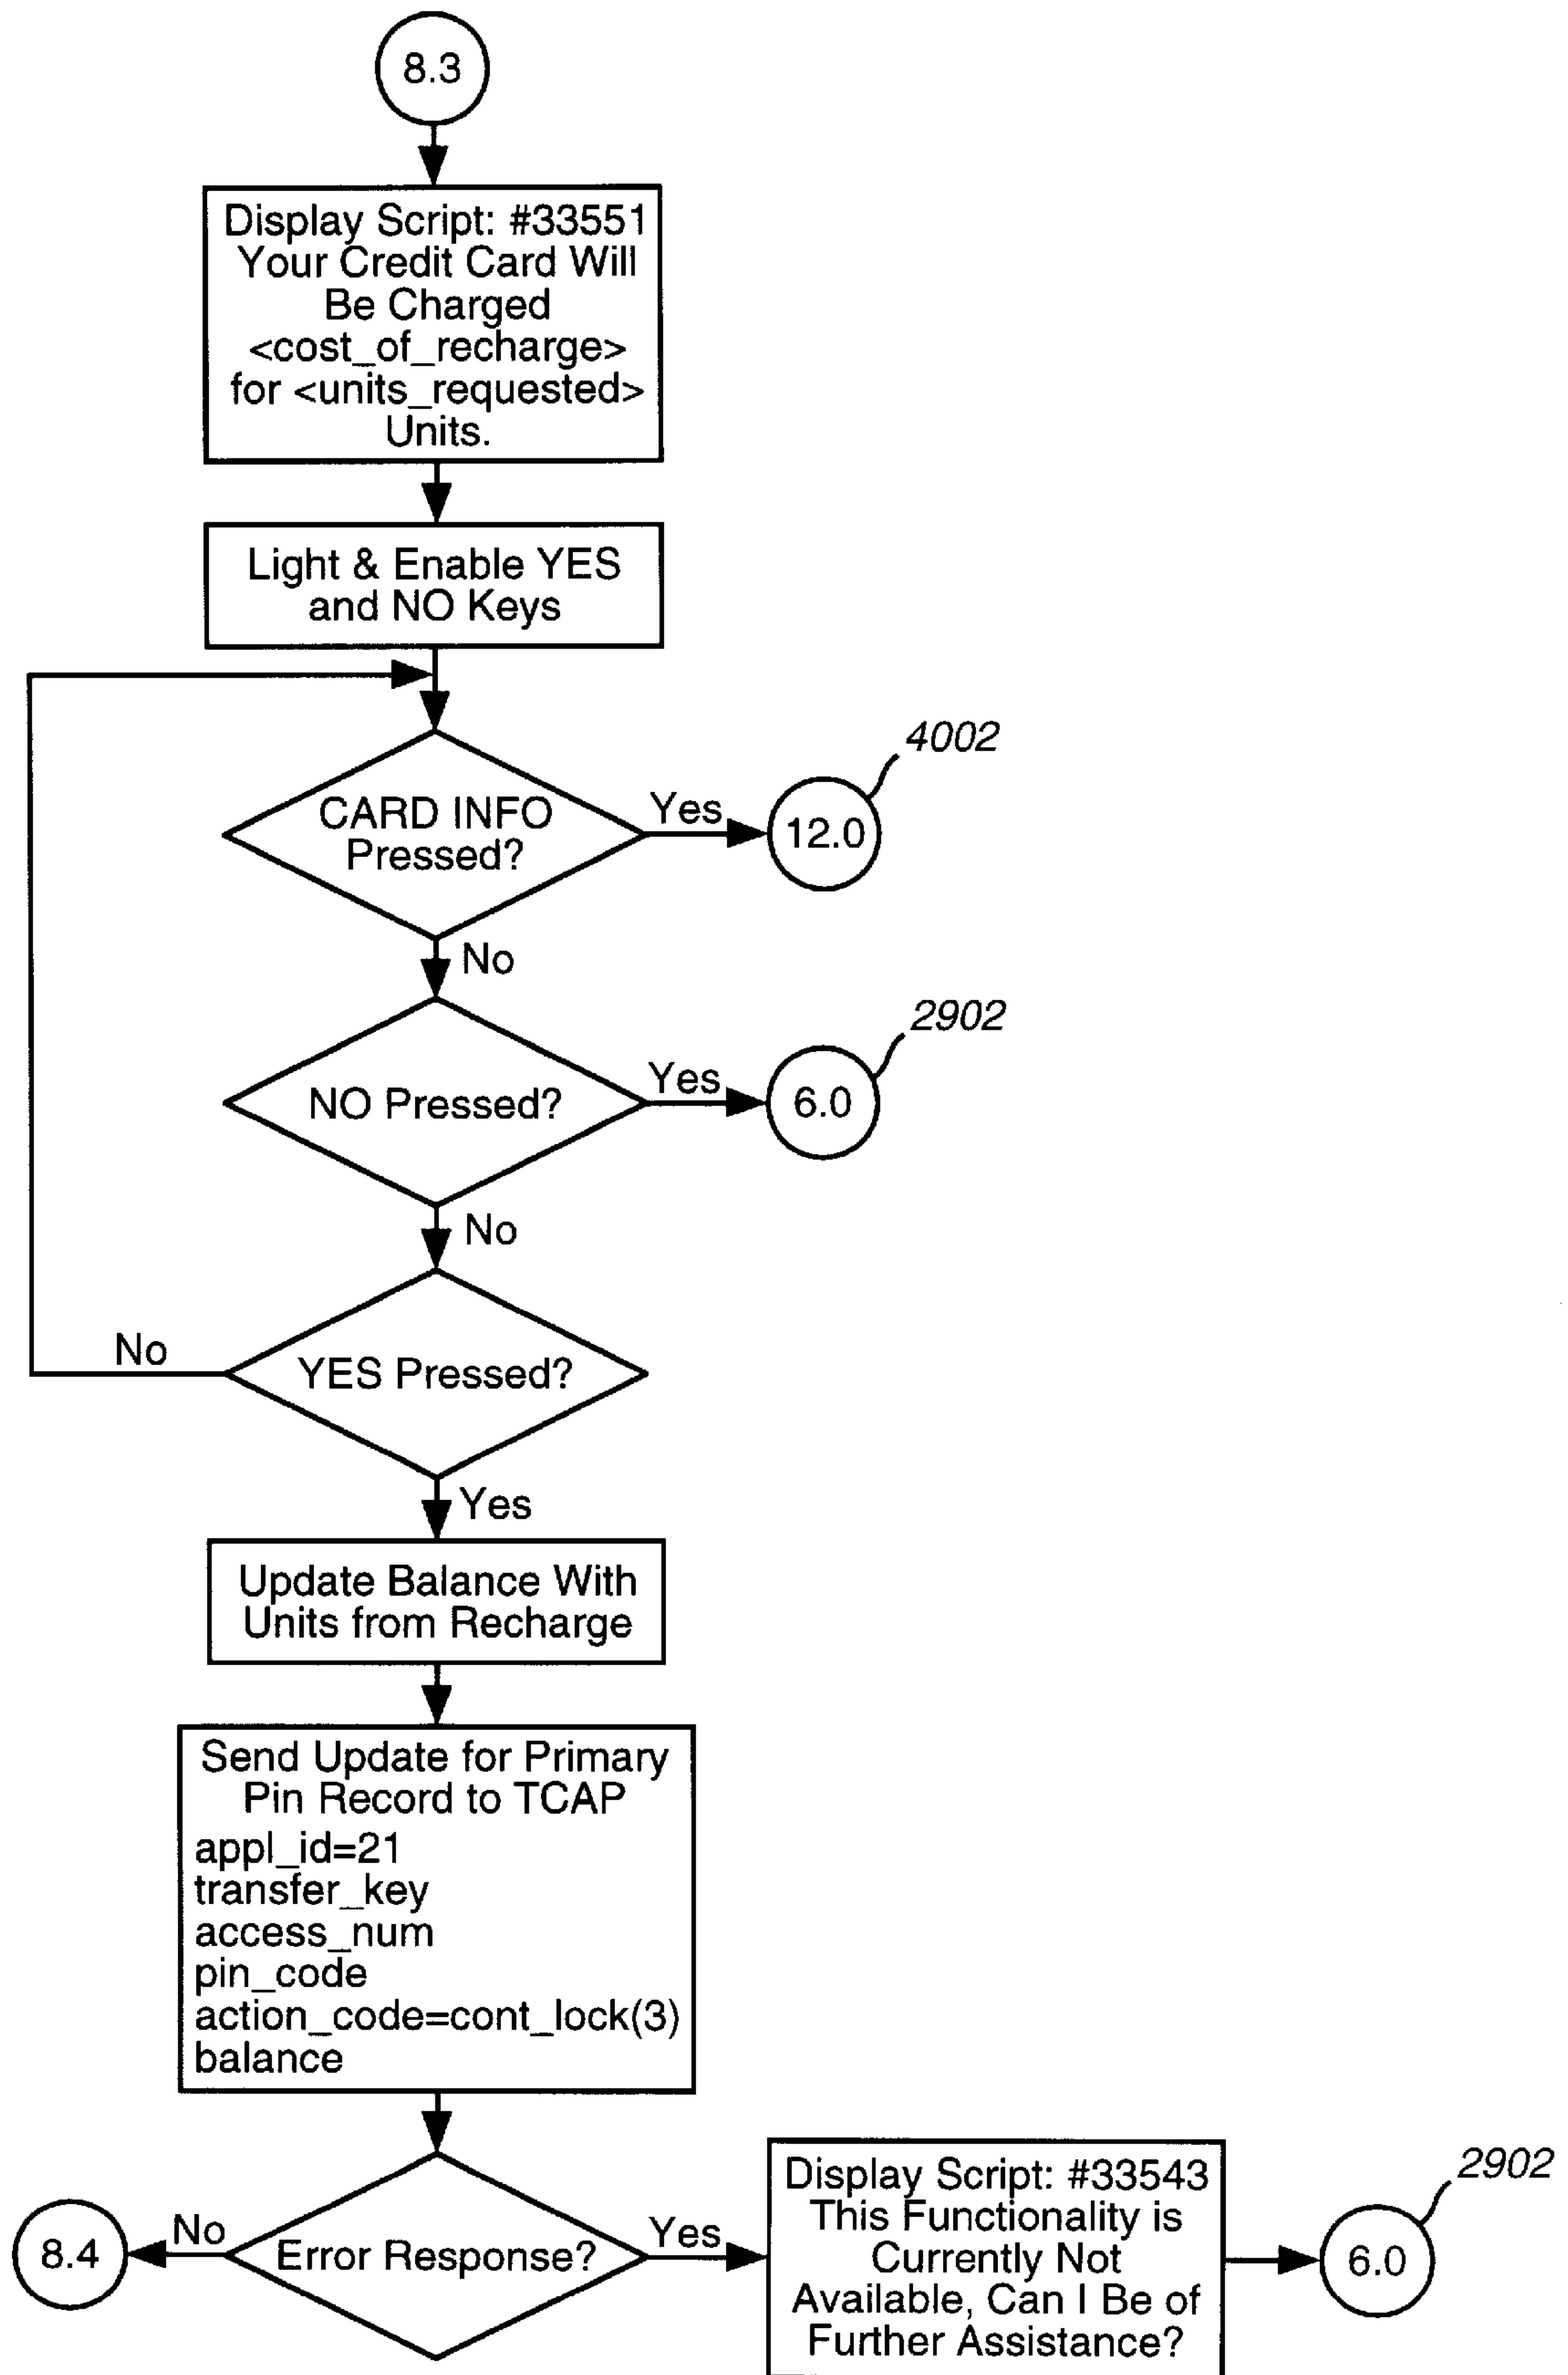 8.3
Display Script: #33551
Your Credit Card Will
Be Charged
<cost_of_recharge>
for <units_requested>
Units.
Light & Enable YES
and NO Keys
4002
CARD INFO
Pressed?
Yes
12.0
No
2902
NO Pressed?
Yes
6.0
No
No
YES Pressed?
Yes
Update Balance With
Units from Recharge
Send Update for Primary
Pin Record to TCAP
appl_id=21
transfer_key
access_num
pin_code
action_code=cont_lock(3)
balance
8.4
No
Error Response?
Yes
Display Script: #33543
This Functionality is
Currently Not
Available, Can I Be of
Further Assistance?
2902
6.0